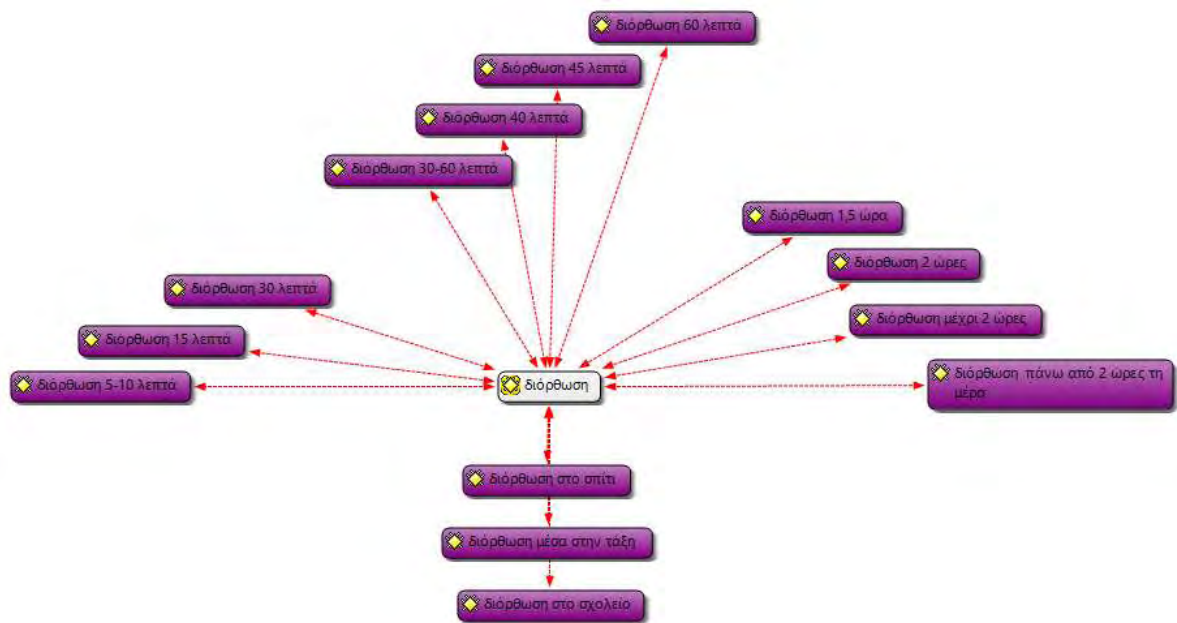 διόρθωση 60 λεπτά
διόρθωση 45 λεπτά
διόρθωση 40 λεπτά
διόρθωση 30-60 λεπτά
διόρθωση 1,5 ώρα
διόρθωση 2 ώρες
διόρθωση 30 λεπτά
διόρθωση μέχρι 2 ώρες
διόρθωση 15 λεπτά
διόρθωση 5-10 λεπτά
διόρθωση
διόρθωση πάνω από 2 ώρες τη
μέρα
διόρθωση στο σπίτι
διόρθωση μέσα στην τάξη
διόρθωση στο σχολείο